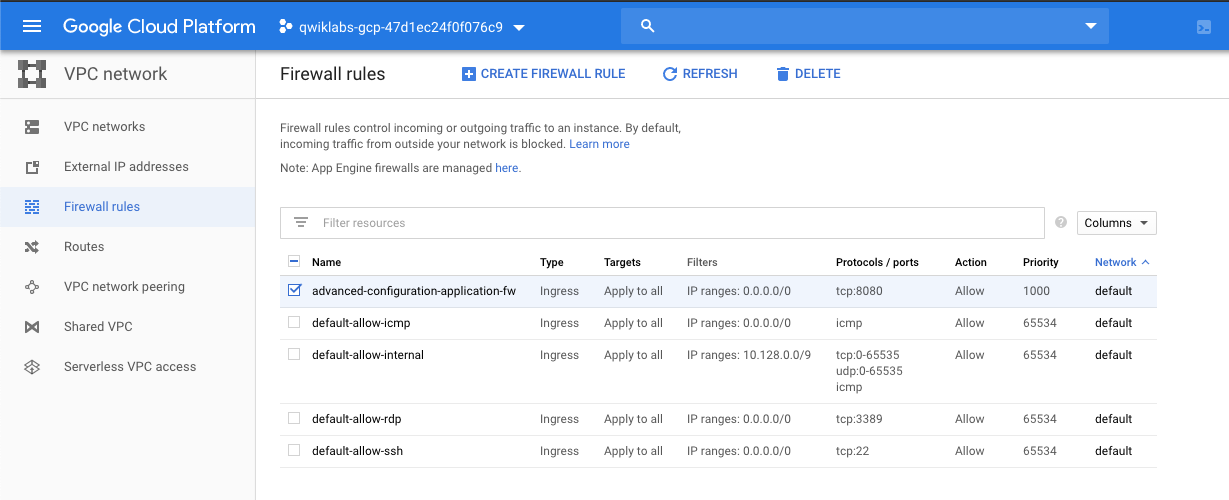 Google Cloud Platform
qwiklabs-gcp-47d1ec24f0f076c9
VPC network
Firewall rules
CREATE FIREWALL RULE
REFRESH
DELETE
VPC networks
External IP addresses
Firewall rules
Routes
VPC network peering
Shared VPC
Serverless VPC access
Firewall rules control incoming or outgoing traffic to an instance. By default,
incoming traffic from outside your network is blocked. Learn more
Note: App Engine firewalls are managed here.
Filter resources
Columns
Name Type Targets Filters Protocols / ports Action Priority Network
advanced-configuration-application-fw Ingress Apply to all IP ranges: 0.0.0.0/0 tcp:8080 Allow 1000 default
default-allow-icmp Ingress Apply to all IP ranges: 0.0.0.0/0 icmp Allow 65534 default
default-allow-internal Ingress Apply to all IP ranges: 10.128.0.0/9 tcp:0-65535 Allow 65534 default
udp:0-65535
icmp
default-allow-rdp Ingress Apply to all IP ranges: 0.0.0.0/0 tcp:3389 Allow 65534 default
default-allow-ssh Ingress Apply to all IP ranges: 0.0.0.0/0 tcp:22 Allow 65534 default